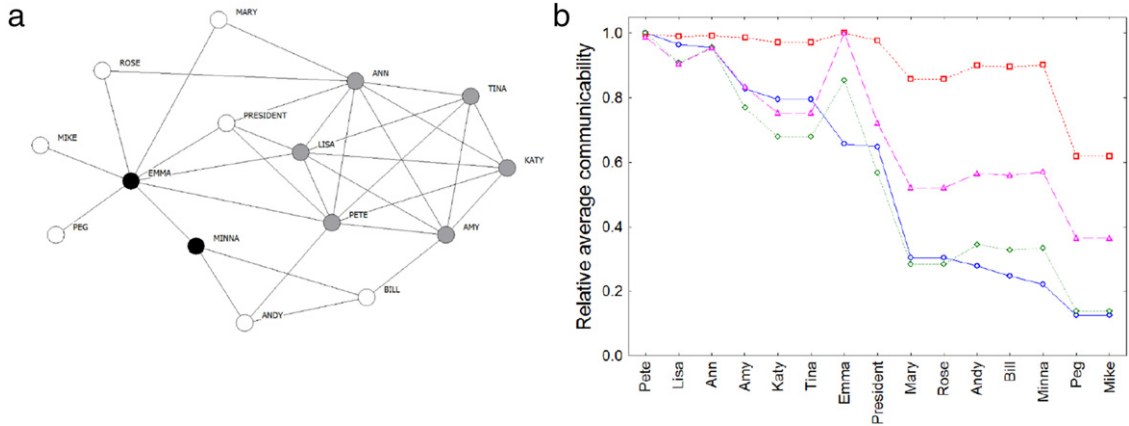 a
MARY
ROSE
ANN
TINA
PRESIDENT
MIKE
LISA
KATY
EMMA
PETE
AMY
PEG
MINNA
BILL
ANDY
b
Relative average communicability
1.0
0.8
0.6
0.4
0.2
0.0
Pete
Lisa
Ann
Amy
Katy
Tina
Emma
President
Mary
Rose
Andy
Bill
Minna
Peg
Mike